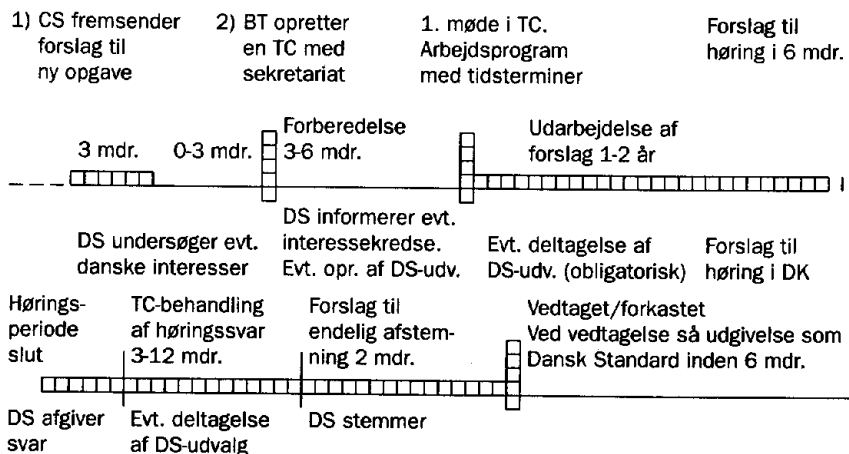 1) CS fremsender
forslag til
ny opgave
2) BT opretter
en TC med
sekretariat
1. møde i TC.
Arbejdsprogram
med tidsterminer
Forslag til
høring i 6 mdr.
3 mdr.
0-3 mdr.
Forberedelse
3-6 mdr.
Udarbejdelse af
forslag 1-2 år
DS undersøger evt.
danske interesser
DS informerer evt.
interessekredse.
Evt. opr. af DS-udv.
Evt. deltagelse af
DS-udv. (obligatorisk)
Forslag til
høring i DK
Hørings-
periode
slut
TC-behandling
af høringssvar
3-12 mdr.
Forslag til
endelig afstem-
ning 2 mdr.
Vedtaget/forkastet
Ved vedtagelse så udgivelse som
Dansk Standard inden 6 mdr.
DS afgiver
svar
Evt. deltagelse
af DS-udvalg
DS stemmer